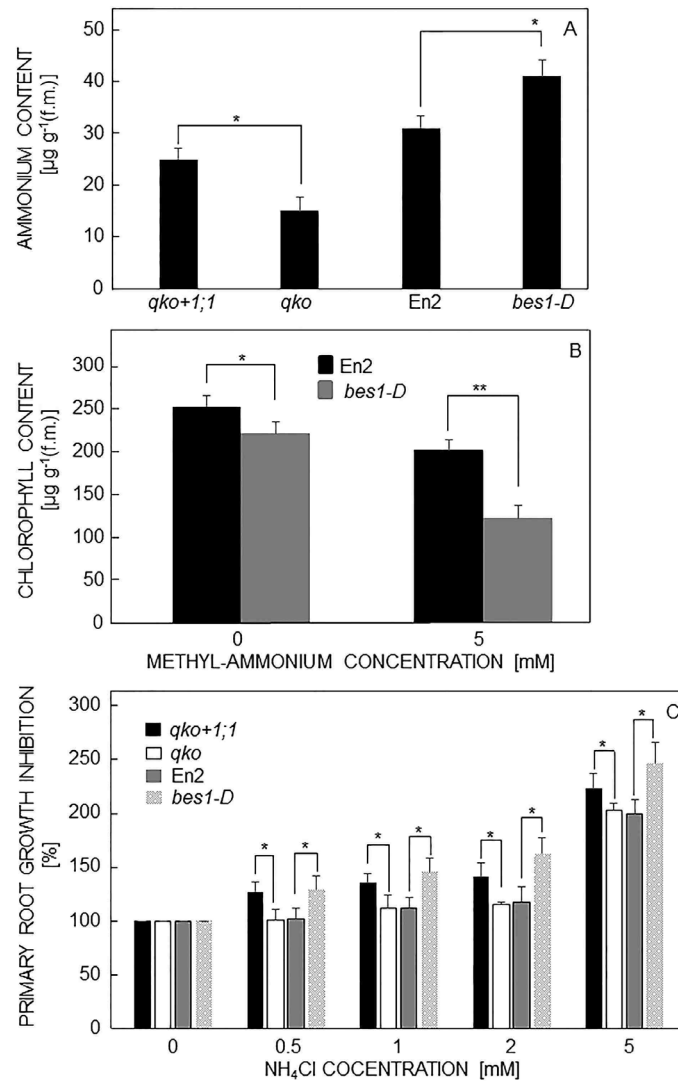 A
AMMONIUM CONTENT
[µg g⁻¹(f.m.)]
50
40
30
20
10
0
*
*
qko+1;1 qko En2 bes1-D
B
CHLOROPHYLL CONTENT
[µg g⁻¹(f.m.)]
300
250
200
150
100
50
0
En2
bes1-D
*
**
0 5
METHYL-AMMONIUM CONCENTRATION [mM]
C
PRIMARY ROOT GROWTH INHIBITION
[%]
300
250
200
150
100
50
0
qko+1;1
qko
En2
bes1-D
* * * * * * * *
0 0.5 1 2 5
NH₄Cl COCENTRATION [mM]